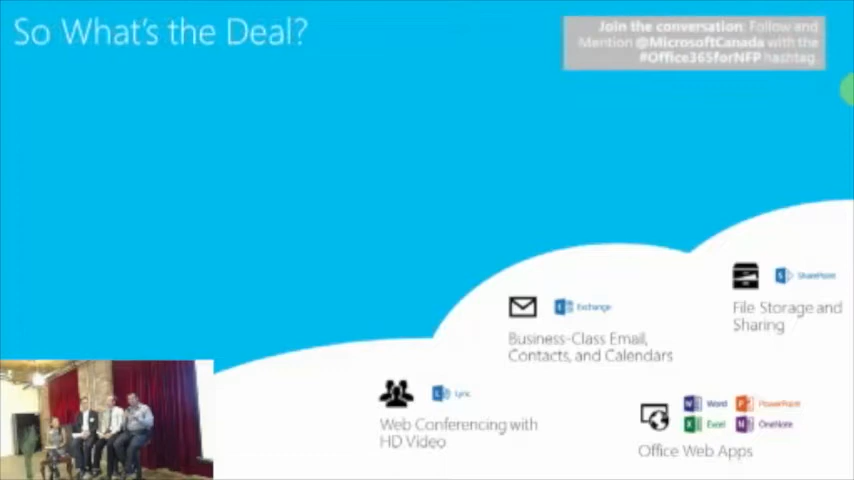 So What's the Deal?
Join the conversation: Follow and
Mention @MicrosoftCanada with the
#Office365forNFP hashtag.
SharePoint
File Storage and
Sharing
Exchange
Business-Class Email,
Contacts, and Calendars
Lync
Web Conferencing with
HD Video
Word
PowerPoint
Excel
OneNote
Office Web Apps